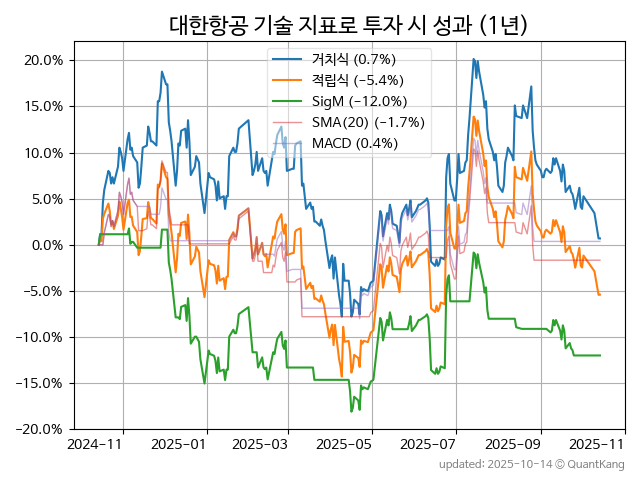 대한항공 기술 지표로 투자 시 성과 (1년)
20.0%
15.0%
10.0%
5.0%
0.0%
−5.0%
−10.0%
−15.0%
−20.0%
거치식 (0.7%)
적립식 (−5.4%)
SigM (−12.0%)
SMA(20) (−1.7%)
MACD (0.4%)
2024-11 2025-01 2025-03 2025-05 2025-07 2025-09 2025-11
updated: 2025-10-14 © QuantKang